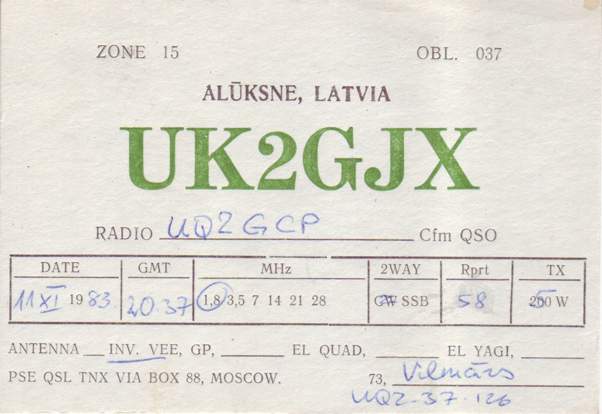 ZONE 15 OBL. 037
ALŪKSNE, LATVIA
UK2GJX
RADIO UQ2GCP Cfm QSO
DATE GMT MHz 2WAY Rprt TX
11 XI 1983 20.37 1,8 3,5 7 14 21 28 CW SSB 58 5 200 W
ANTENNA INV. VEE, GP, EL QUAD, EL YAGI,
PSE QSL TNX VIA BOX 88, MOSCOW. 73, Vilmārs
UQ2-37-126